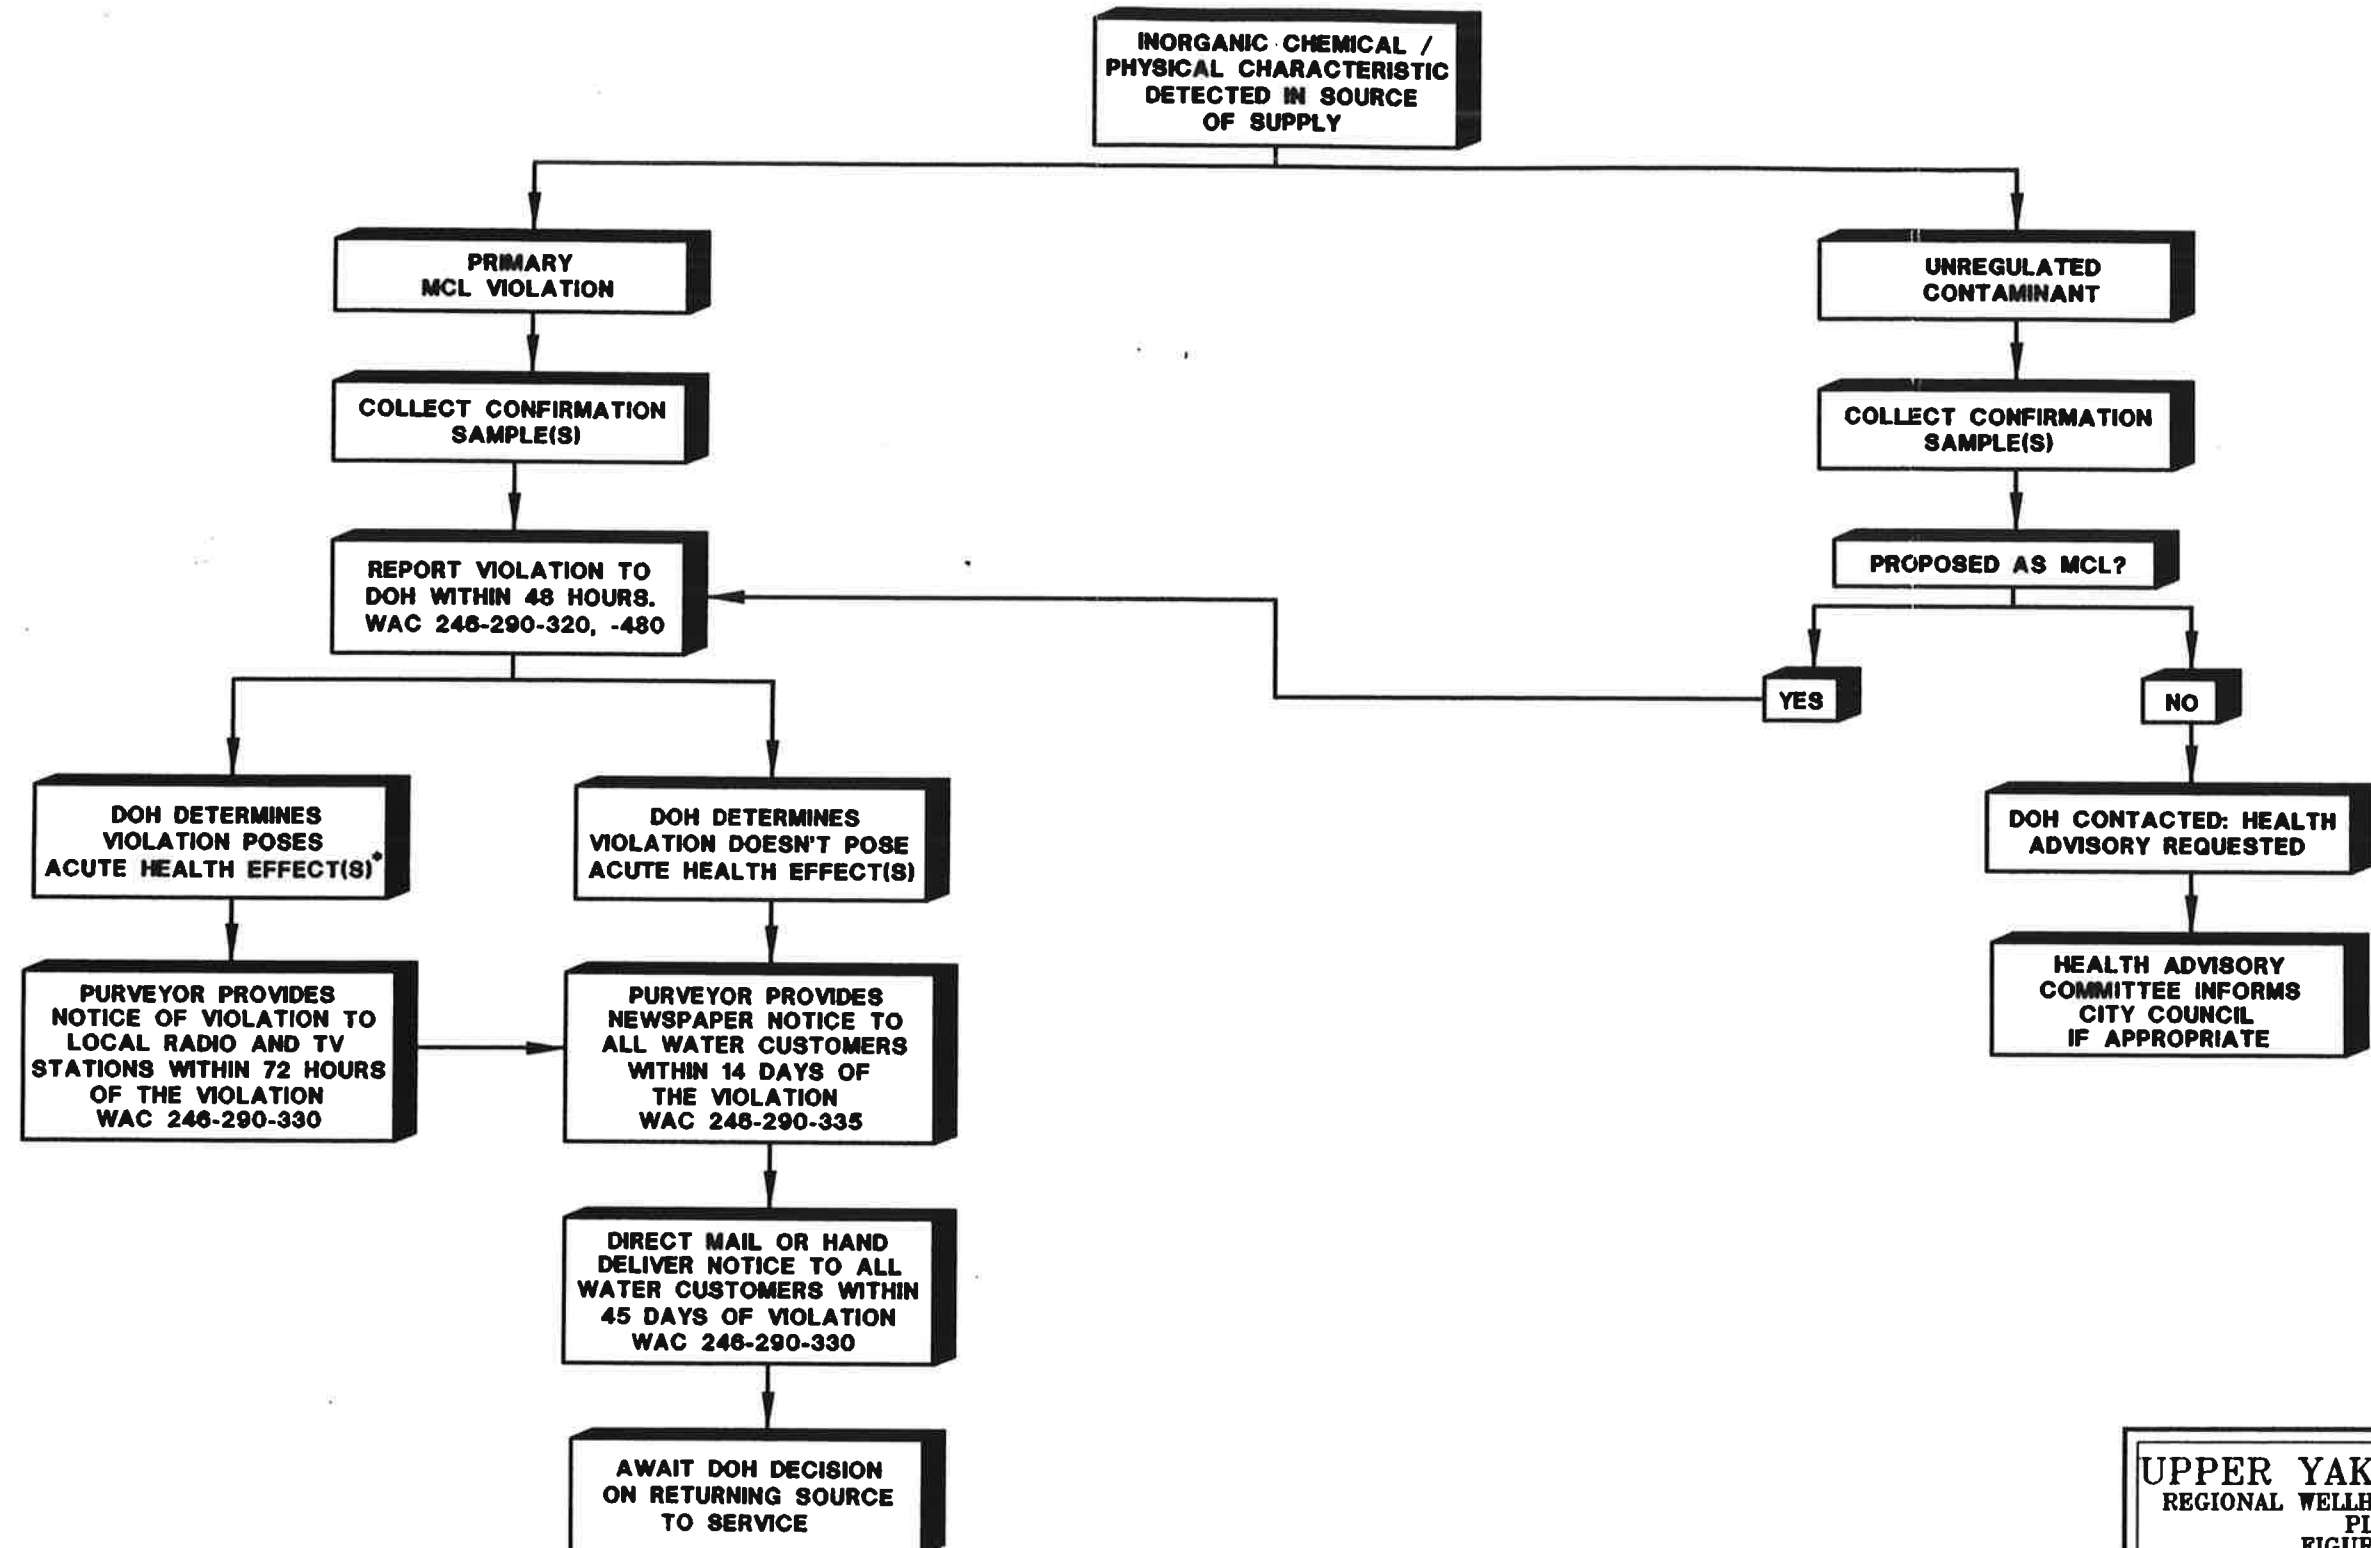 INORGANIC CHEMICAL /
PHYSICAL CHARACTERISTIC
DETECTED IN SOURCE
OF SUPPLY
PRIMARY
MCL VIOLATION
UNREGULATED
CONTAMINANT
COLLECT CONFIRMATION
SAMPLE(S)
COLLECT CONFIRMATION
SAMPLE(S)
REPORT VIOLATION TO
DOH WITHIN 48 HOURS.
WAC 246-290-320, -480
PROPOSED AS MCL?
YES
NO
DOH DETERMINES
VIOLATION POSES
ACUTE HEALTH EFFECT(S)*
DOH DETERMINES
VIOLATION DOESN'T POSE
ACUTE HEALTH EFFECT(S)
DOH CONTACTED: HEALTH
ADVISORY REQUESTED
PURVEYOR PROVIDES
NOTICE OF VIOLATION TO
LOCAL RADIO AND TV
STATIONS WITHIN 72 HOURS
OF THE VIOLATION
WAC 246-290-330
PURVEYOR PROVIDES
NEWSPAPER NOTICE TO
ALL WATER CUSTOMERS
WITHIN 14 DAYS OF
THE VIOLATION
WAC 246-290-335
HEALTH ADVISORY
COMMITTEE INFORMS
CITY COUNCIL
IF APPROPRIATE
DIRECT MAIL OR HAND
DELIVER NOTICE TO ALL
WATER CUSTOMERS WITHIN
45 DAYS OF VIOLATION
WAC 246-290-330
AWAIT DOH DECISION
ON RETURNING SOURCE
TO SERVICE
UPPER YAK
REGIONAL WELLH